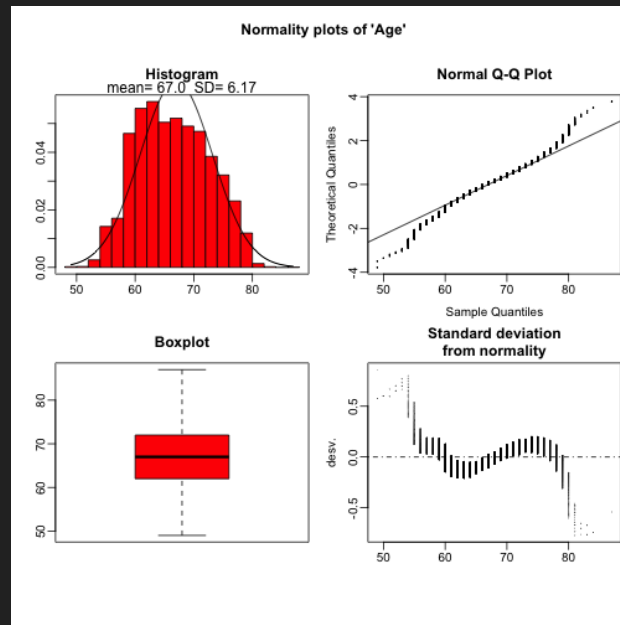 Normality plots of 'Age'
Histogram
mean= 67.0 SD= 6.17
0.00
0.02
0.04
50
60
70
80
Normal Q-Q Plot
Theoretical Quantiles
-4
-2
0
2
4
50
60
70
80
Sample Quantiles
Boxplot
50
60
70
80
Standard deviation
from normality
desv.
-0.5
0.0
0.5
50
60
70
80